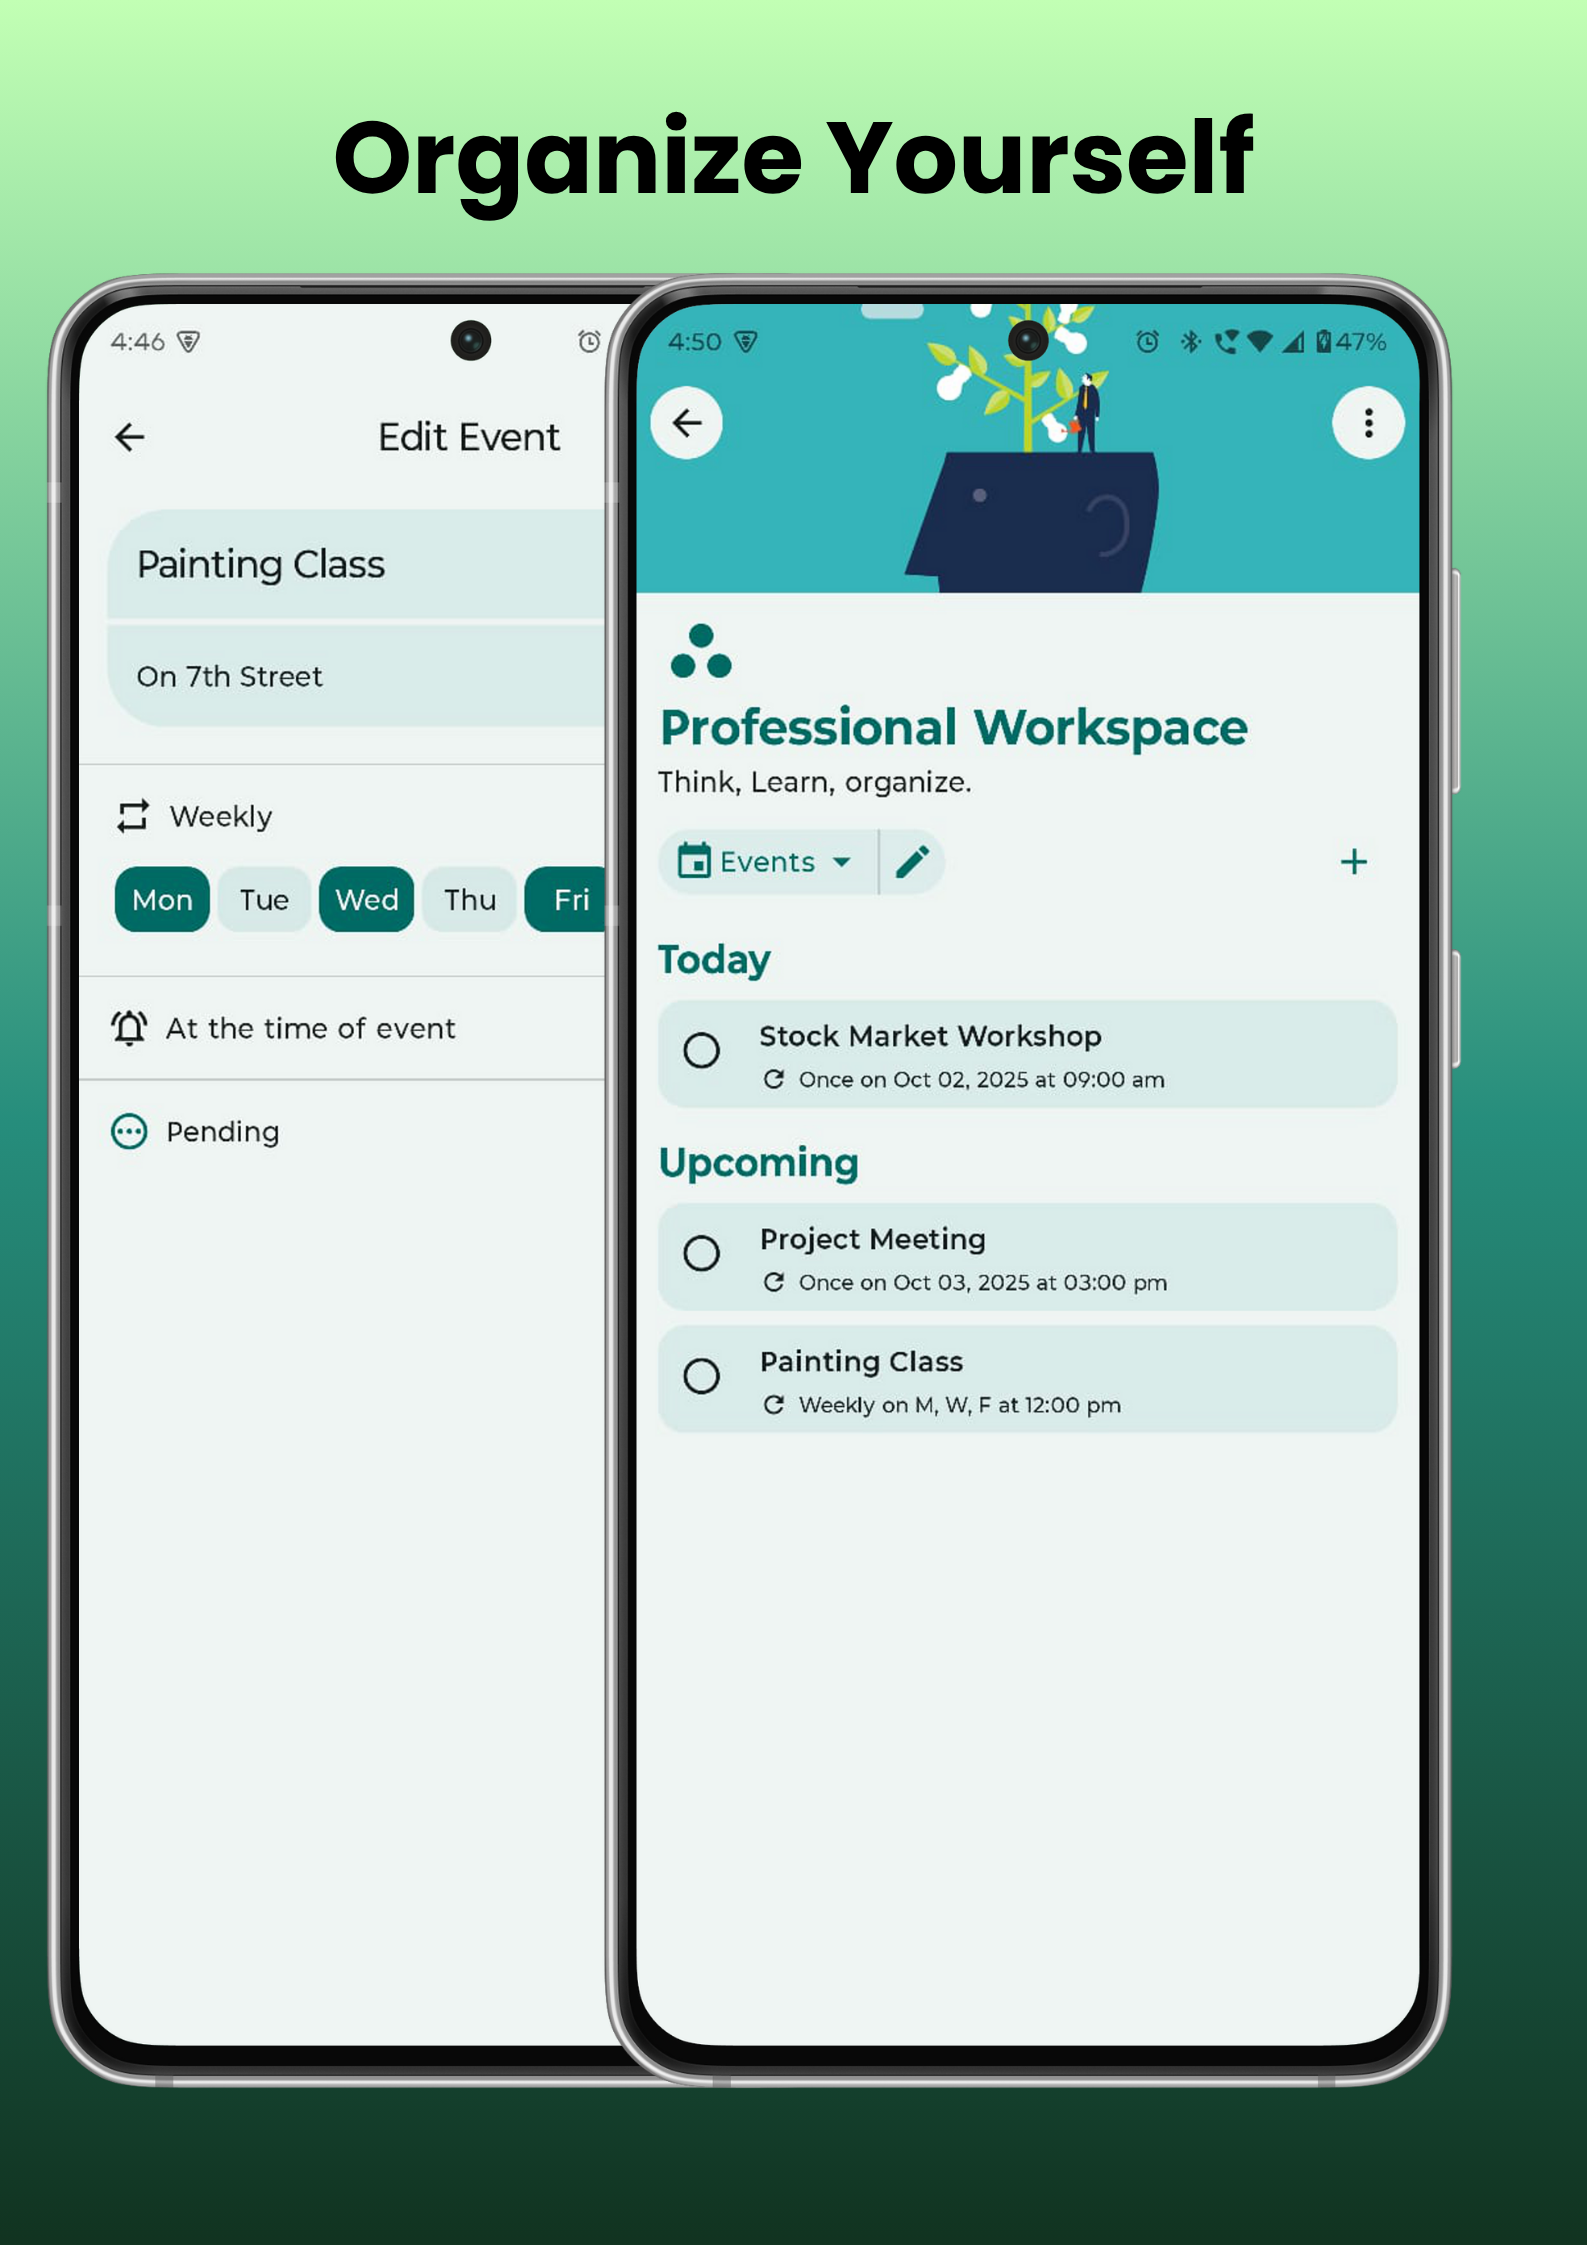 Organize Yourself
4:46
Edit Event
Painting Class
On 7th Street
Weekly
Mon Tue Wed Thu Fri
At the time of event
Pending
4:50 47%
Professional Workspace
Think, Learn, organize.
Events
Today
Stock Market Workshop
Once on Oct 02, 2025 at 09:00 am
Upcoming
Project Meeting
Once on Oct 03, 2025 at 03:00 pm
Painting Class
Weekly on M, W, F at 12:00 pm